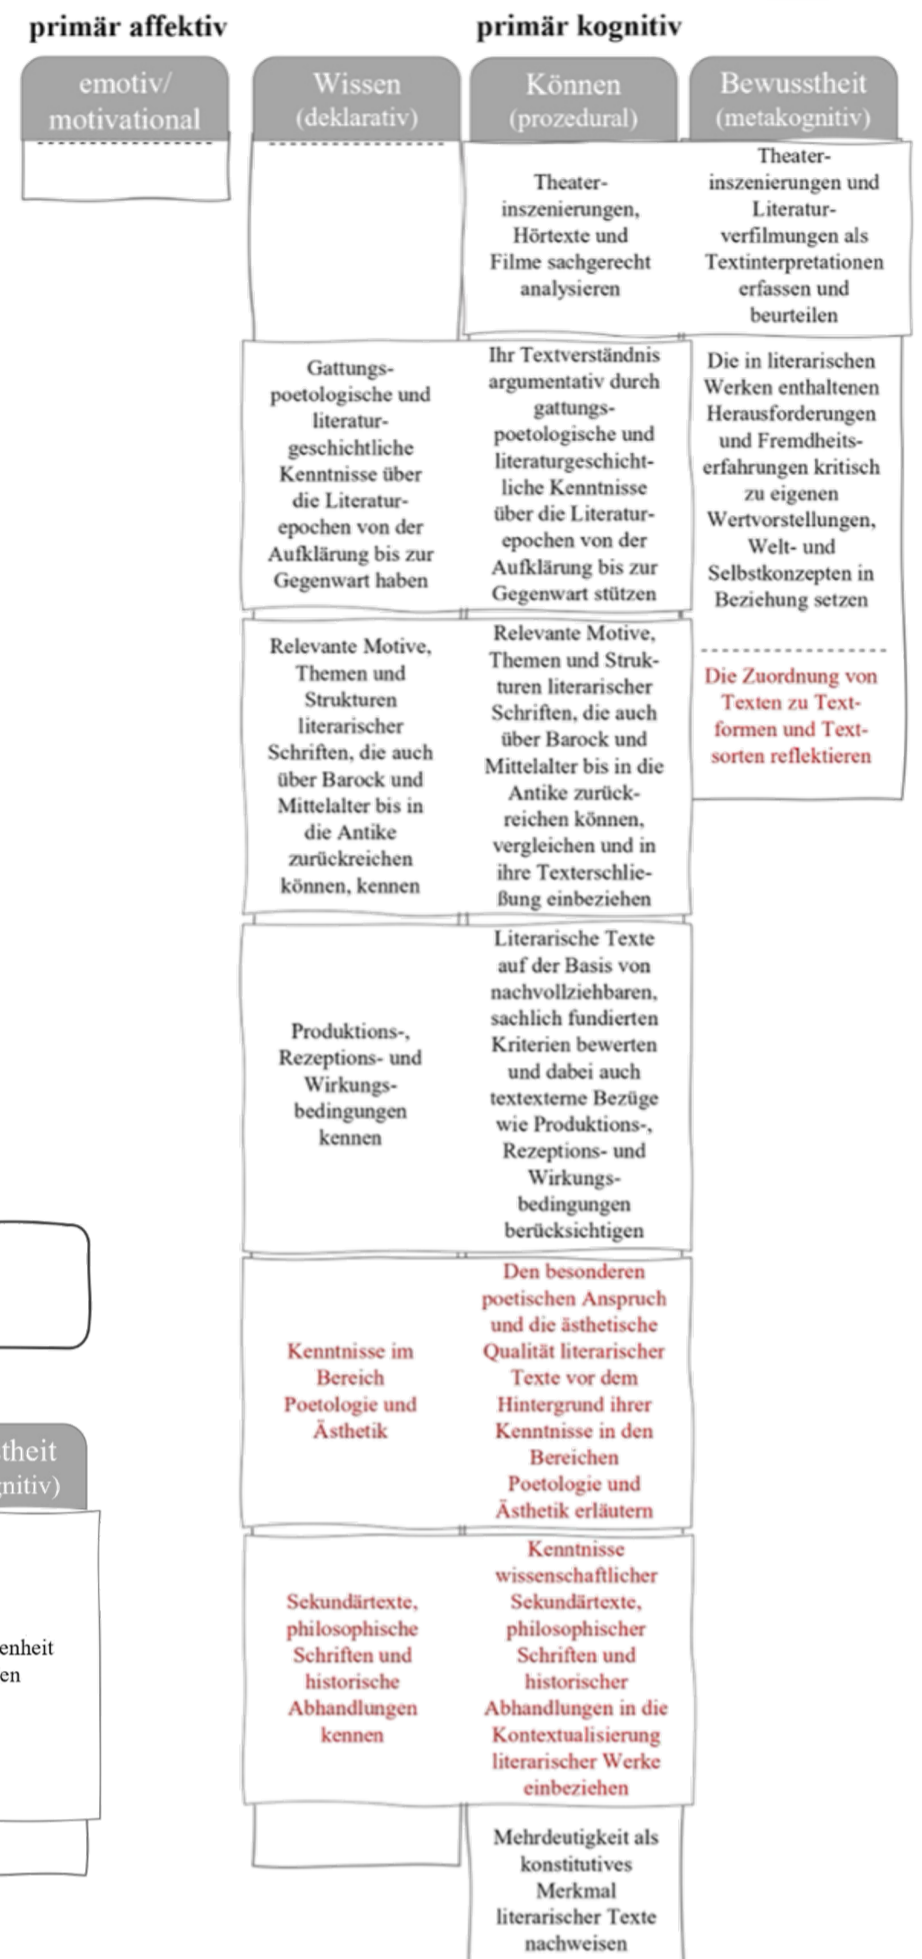 primär affektiv
primär kognitiv
emotiv/
motivational
Wissen
(deklarativ)
Können
(prozedural)
Bewusstheit
(metakognitiv)
Theater-
inszenierungen,
Hörtexte und
Filme sachgerecht
analysieren
Theater-
inszenierungen und
Literatur-
verfilmungen als
Textinterpretationen
erfassen und
beurteilen
Gattungs-
poetologische und
literatur-
geschichtliche
Kenntnisse über
die Literatur-
epochen von der
Aufklärung bis zur
Gegenwart haben
Ihr Textverständnis
argumentativ durch
gattungs-
poetologische und
literaturgeschicht-
liche Kenntnisse
über die Literatur-
epochen von der
Aufklärung bis zur
Gegenwart stützen
Die in literarischen
Werken enthaltenen
Herausforderungen
und Fremdheits-
erfahrungen kritisch
zu eigenen
Wertvorstellungen,
Welt- und
Selbstkonzepten in
Beziehung setzen
Die Zuordnung von
Texten zu Text-
formen und Text-
sorten reflektieren
Relevante Motive,
Themen und
Strukturen
literarischer
Schriften, die auch
über Barock und
Mittelalter bis in
die Antike
zurückreichen
können, kennen
Relevante Motive,
Themen und Struk-
turen literarischer
Schriften, die auch
über Barock und
Mittelalter bis in die
Antike zurück-
reichen können,
vergleichen und in
ihre Texterschlie-
ßung einbeziehen
Produktions-,
Rezeptions- und
Wirkungs-
bedingungen
kennen
Literarische Texte
auf der Basis von
nachvollziehbaren,
sachlich fundierten
Kriterien bewerten
und dabei auch
textexterne Bezüge
wie Produktions-,
Rezeptions- und
Wirkungs-
bedingungen
berücksichtigen
Kenntnisse im
Bereich
Poetologie und
Ästhetik
Den besonderen
poetischen Anspruch
und die ästhetische
Qualität literarischer
Texte vor dem
Hintergrund ihrer
Kenntnisse in den
Bereichen
Poetologie und
Ästhetik erläutern
theit
gnitiv)
enheit
en
Sekundärtexte,
philosophische
Schriften und
historische
Abhandlungen
kennen
Kenntnisse
wissenschaftlicher
Sekundärtexte,
philosophischer
Schriften und
historischer
Abhandlungen in die
Kontextualisierung
literarischer Werke
einbeziehen
Mehrdeutigkeit als
konstitutives
Merkmal
literarischer Texte
nachweisen